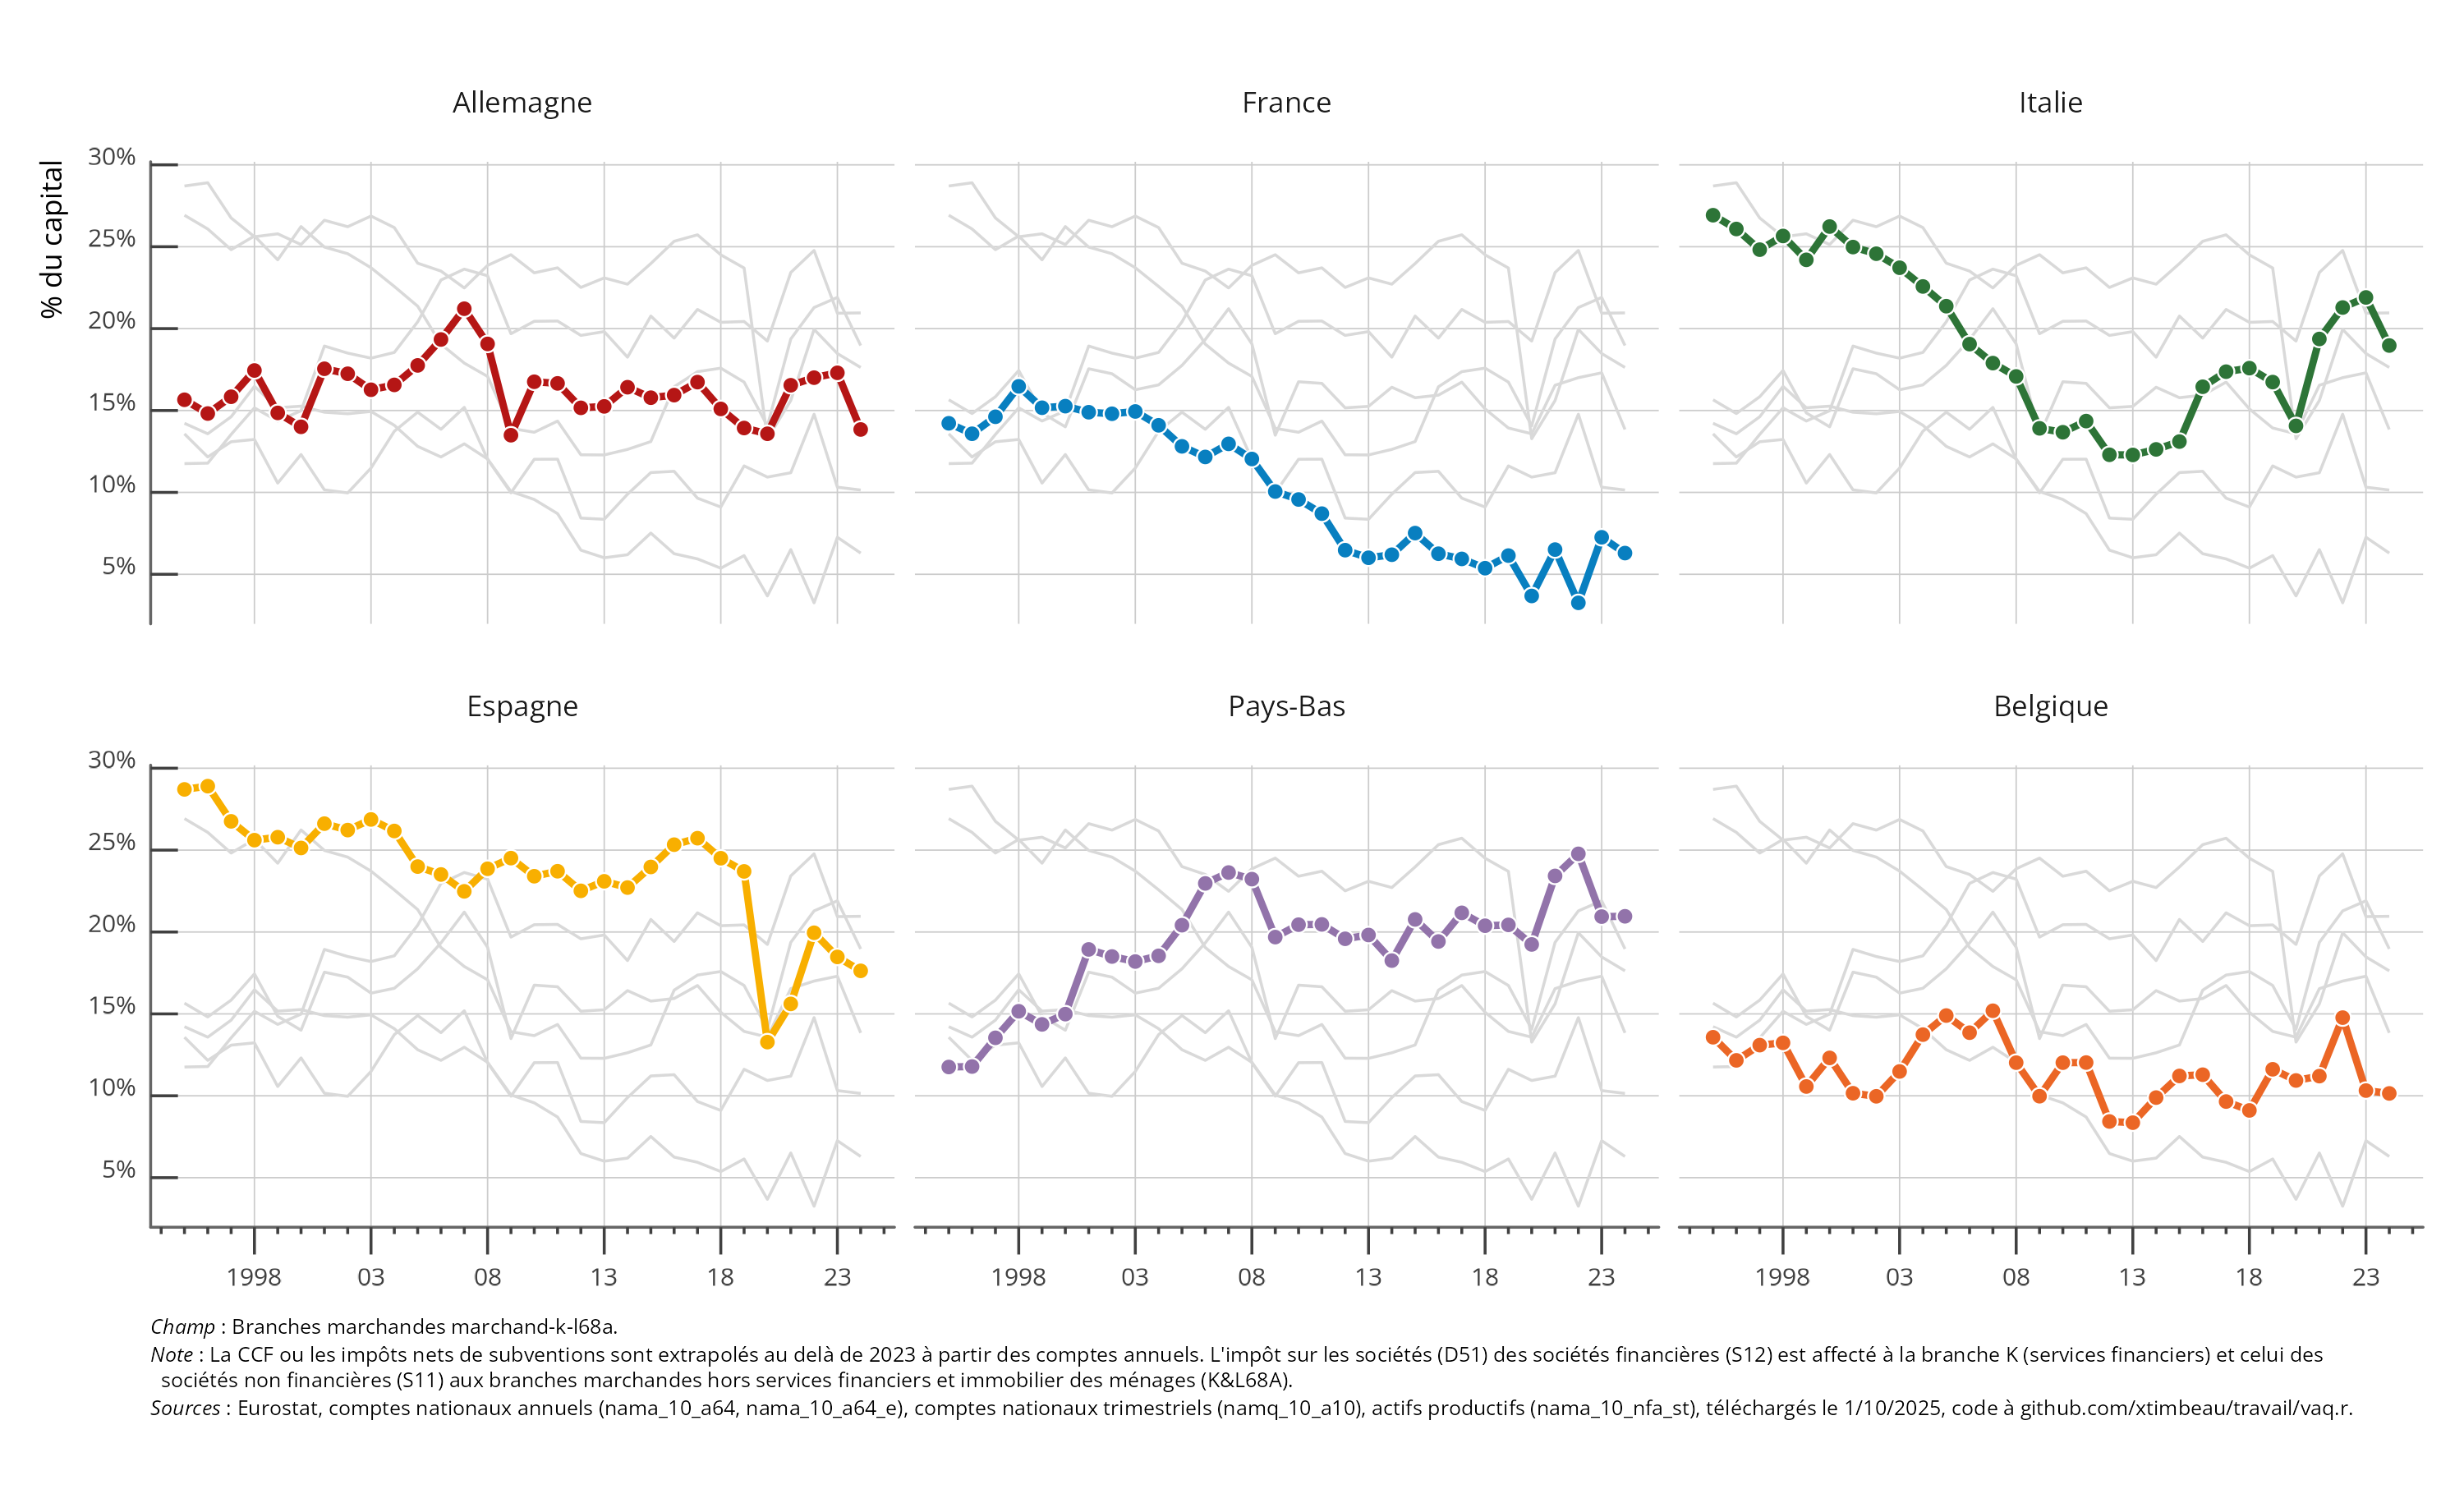 Allemagne
France
Italie
% du capital
30%
25%
20%
15%
10%
5%
Espagne
Pays-Bas
Belgique
30%
25%
20%
15%
10%
5%
1998 03 08 13 18 23
1998 03 08 13 18 23
1998 03 08 13 18 23
Champ : Branches marchandes marchand-k-l68a.
Note : La CCF ou les impôts nets de subventions sont extrapolés au delà de 2023 à partir des comptes annuels. L'impôt sur les sociétés (D51) des sociétés financières (S12) est affecté à la branche K (services financiers) et celui des
sociétés non financières (S11) aux branches marchandes hors services financiers et immobilier des ménages (K&L68A).
Sources : Eurostat, comptes nationaux annuels (nama_10_a64, nama_10_a64_e), comptes nationaux trimestriels (namq_10_a10), actifs productifs (nama_10_nfa_st), téléchargés le 1/10/2025, code à github.com/xtimbeau/travail/vaq.r.